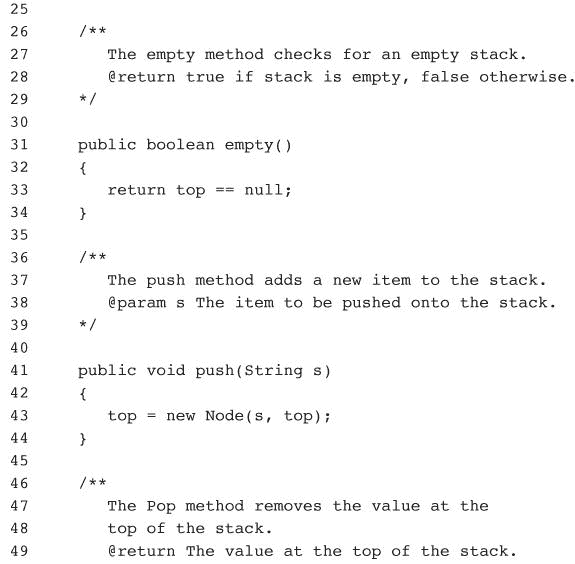 25
26 /**
27 The empty method checks for an empty stack.
28 @return true if stack is empty, false otherwise.
29 */
30
31 public boolean empty()
32 {
33 return top == null;
34 }
35
36 /**
37 The push method adds a new item to the stack.
38 @param s The item to be pushed onto the stack.
39 */
40
41 public void push(String s)
42 {
43 top = new Node(s, top);
44 }
45
46 /**
47 The Pop method removes the value at the
48 top of the stack.
49 @return The value at the top of the stack.